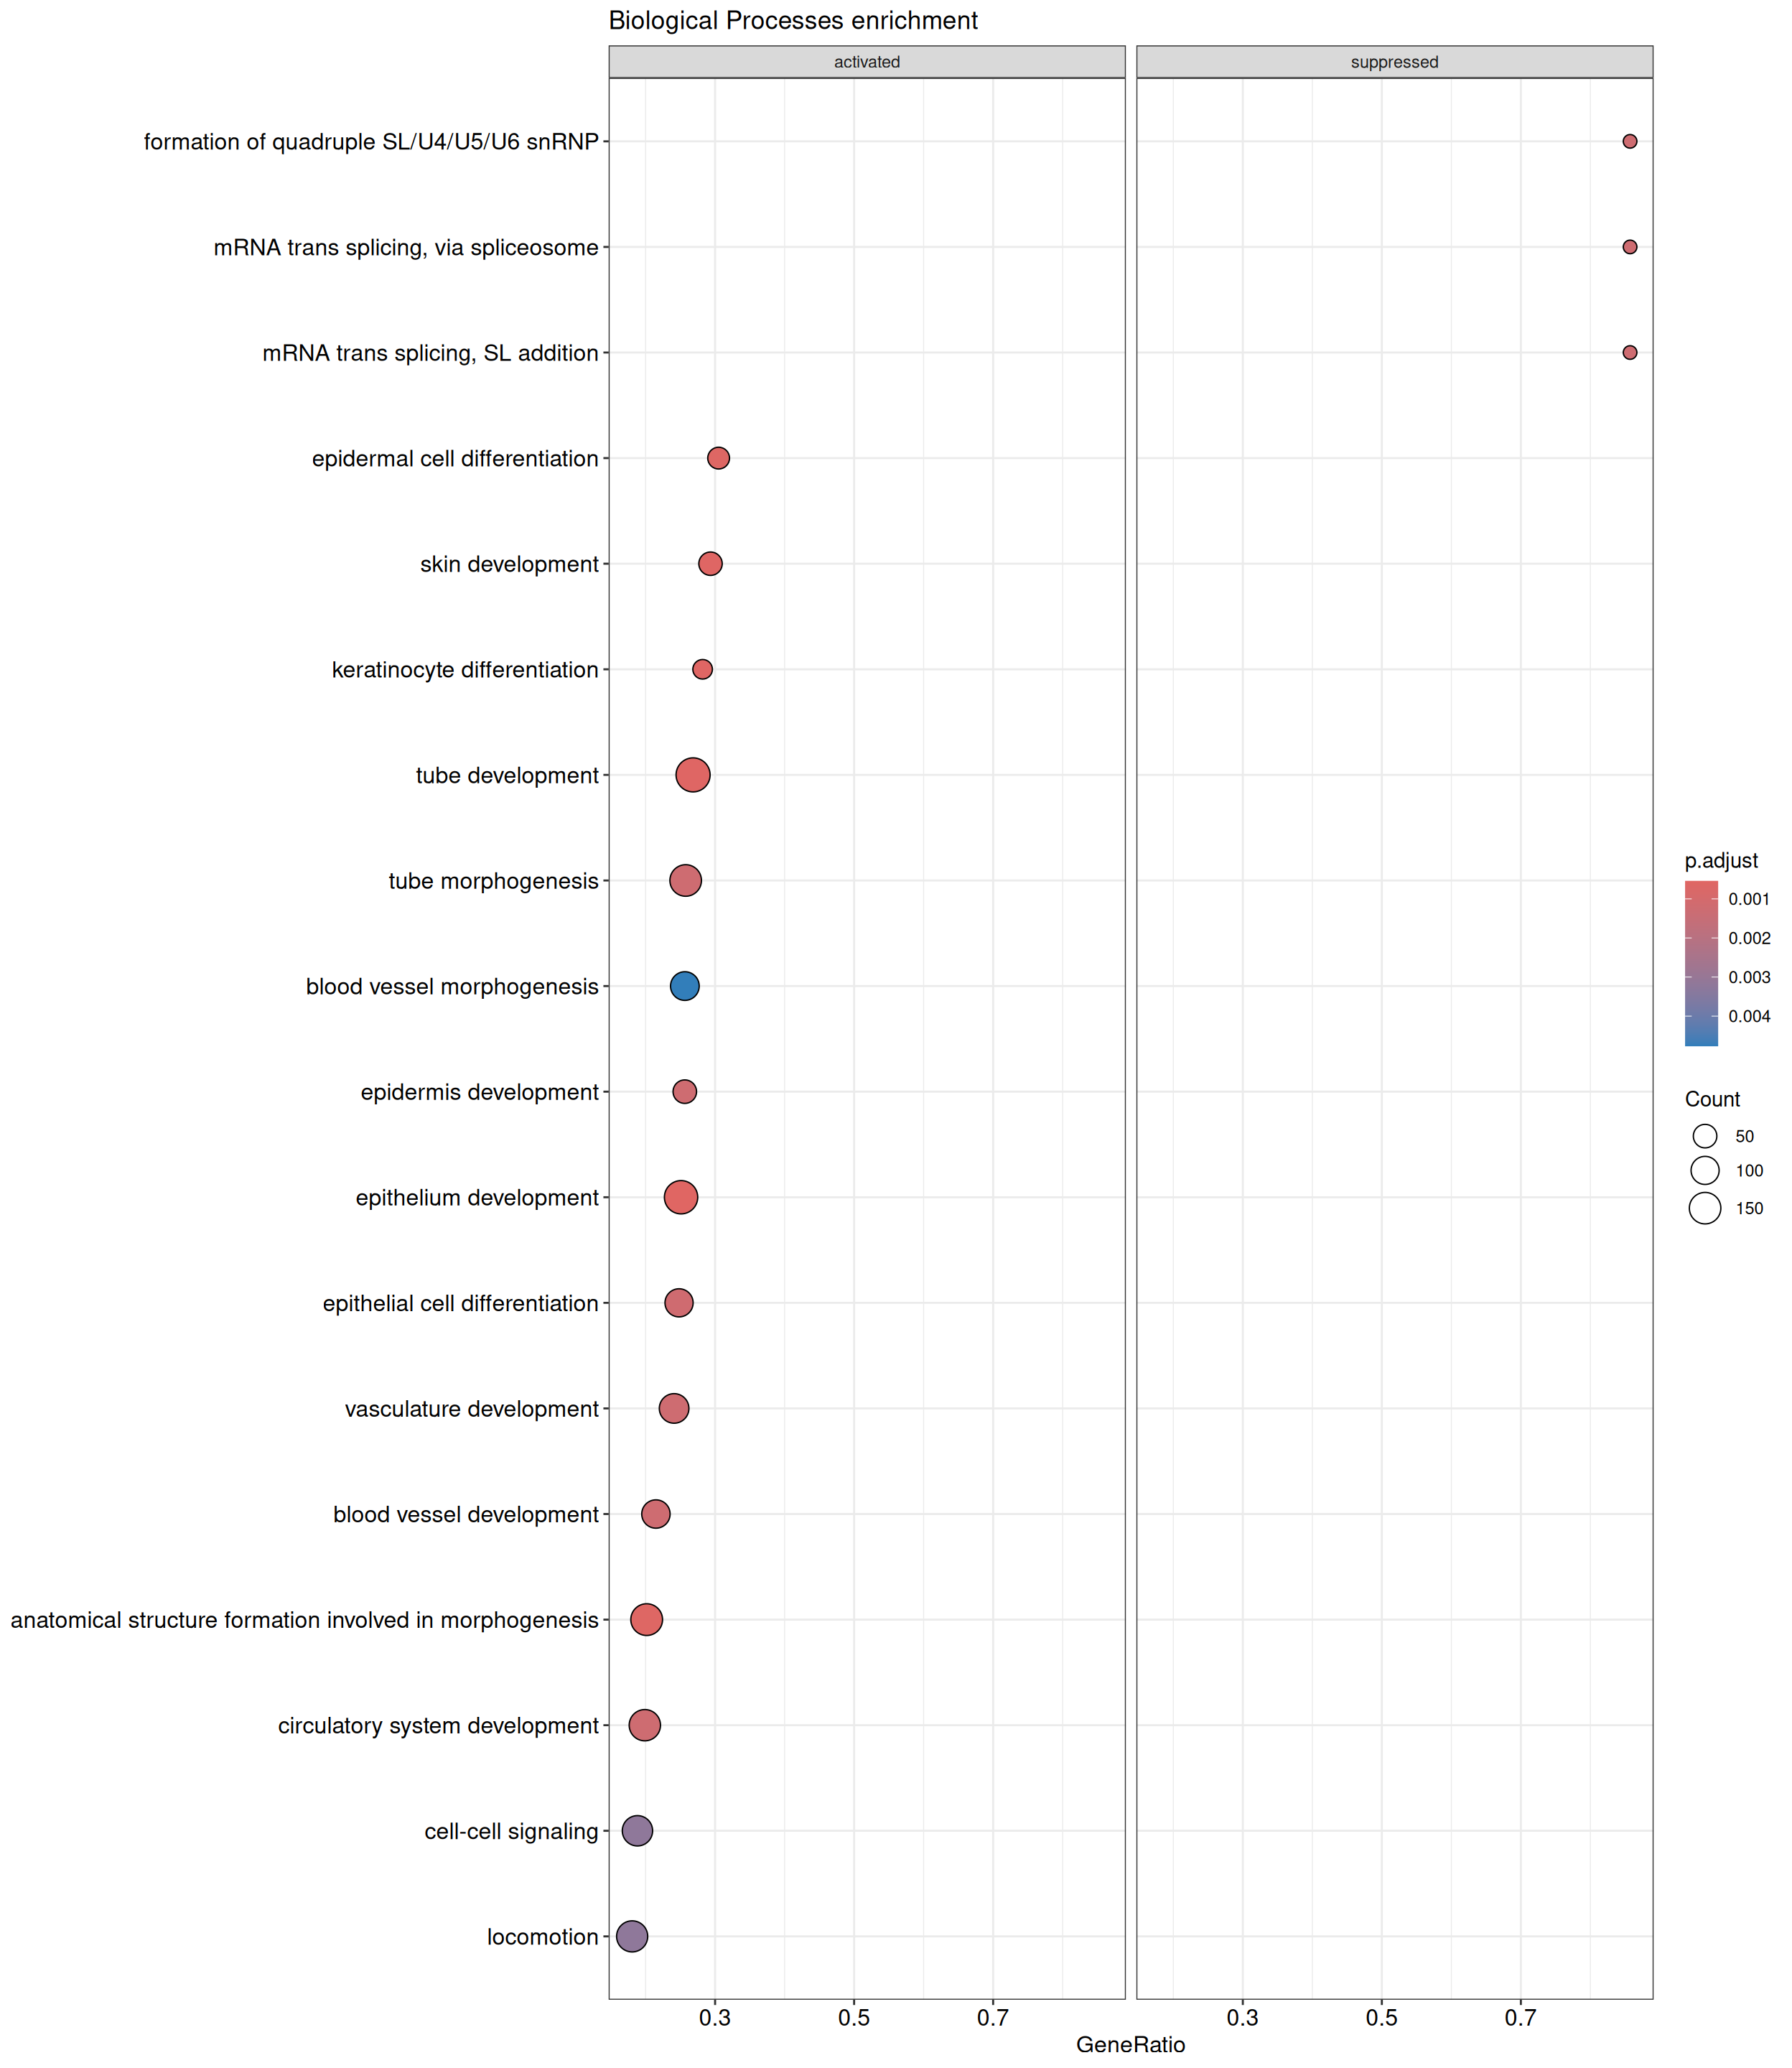 Biological Processes enrichment
activated
suppressed
formation of quadruple SL/U4/U5/U6 snRNP
mRNA trans splicing, via spliceosome
mRNA trans splicing, SL addition
epidermal cell differentiation
skin development
keratinocyte differentiation
tube development
tube morphogenesis
blood vessel morphogenesis
epidermis development
epithelium development
epithelial cell differentiation
vasculature development
blood vessel development
anatomical structure formation involved in morphogenesis
circulatory system development
cell-cell signaling
locomotion
0.3 0.5 0.7
0.3 0.5 0.7
GeneRatio
p.adjust
0.001
0.002
0.003
0.004
Count
50
100
150